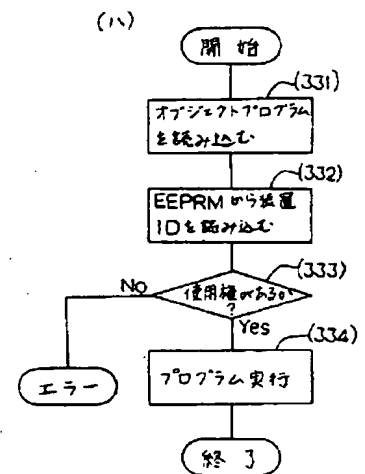 (ハ)
開始
(331)
オブジェクトプログラム
を読み込む
(332)
EEPRMから装置
IDを読み込む
(333)
使用権があるか
?
No
Yes
(334)
エラー
プログラム実行
終了